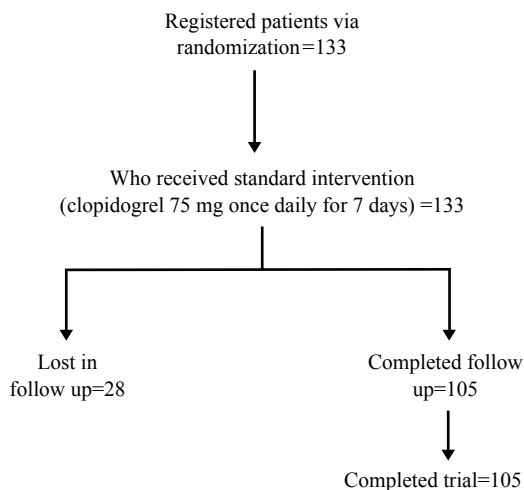 Registered patients via
randomization=133
Who received standard intervention
(clopidogrel 75 mg once daily for 7 days) =133
Lost in
follow up=28
Completed follow
up=105
Completed trial=105